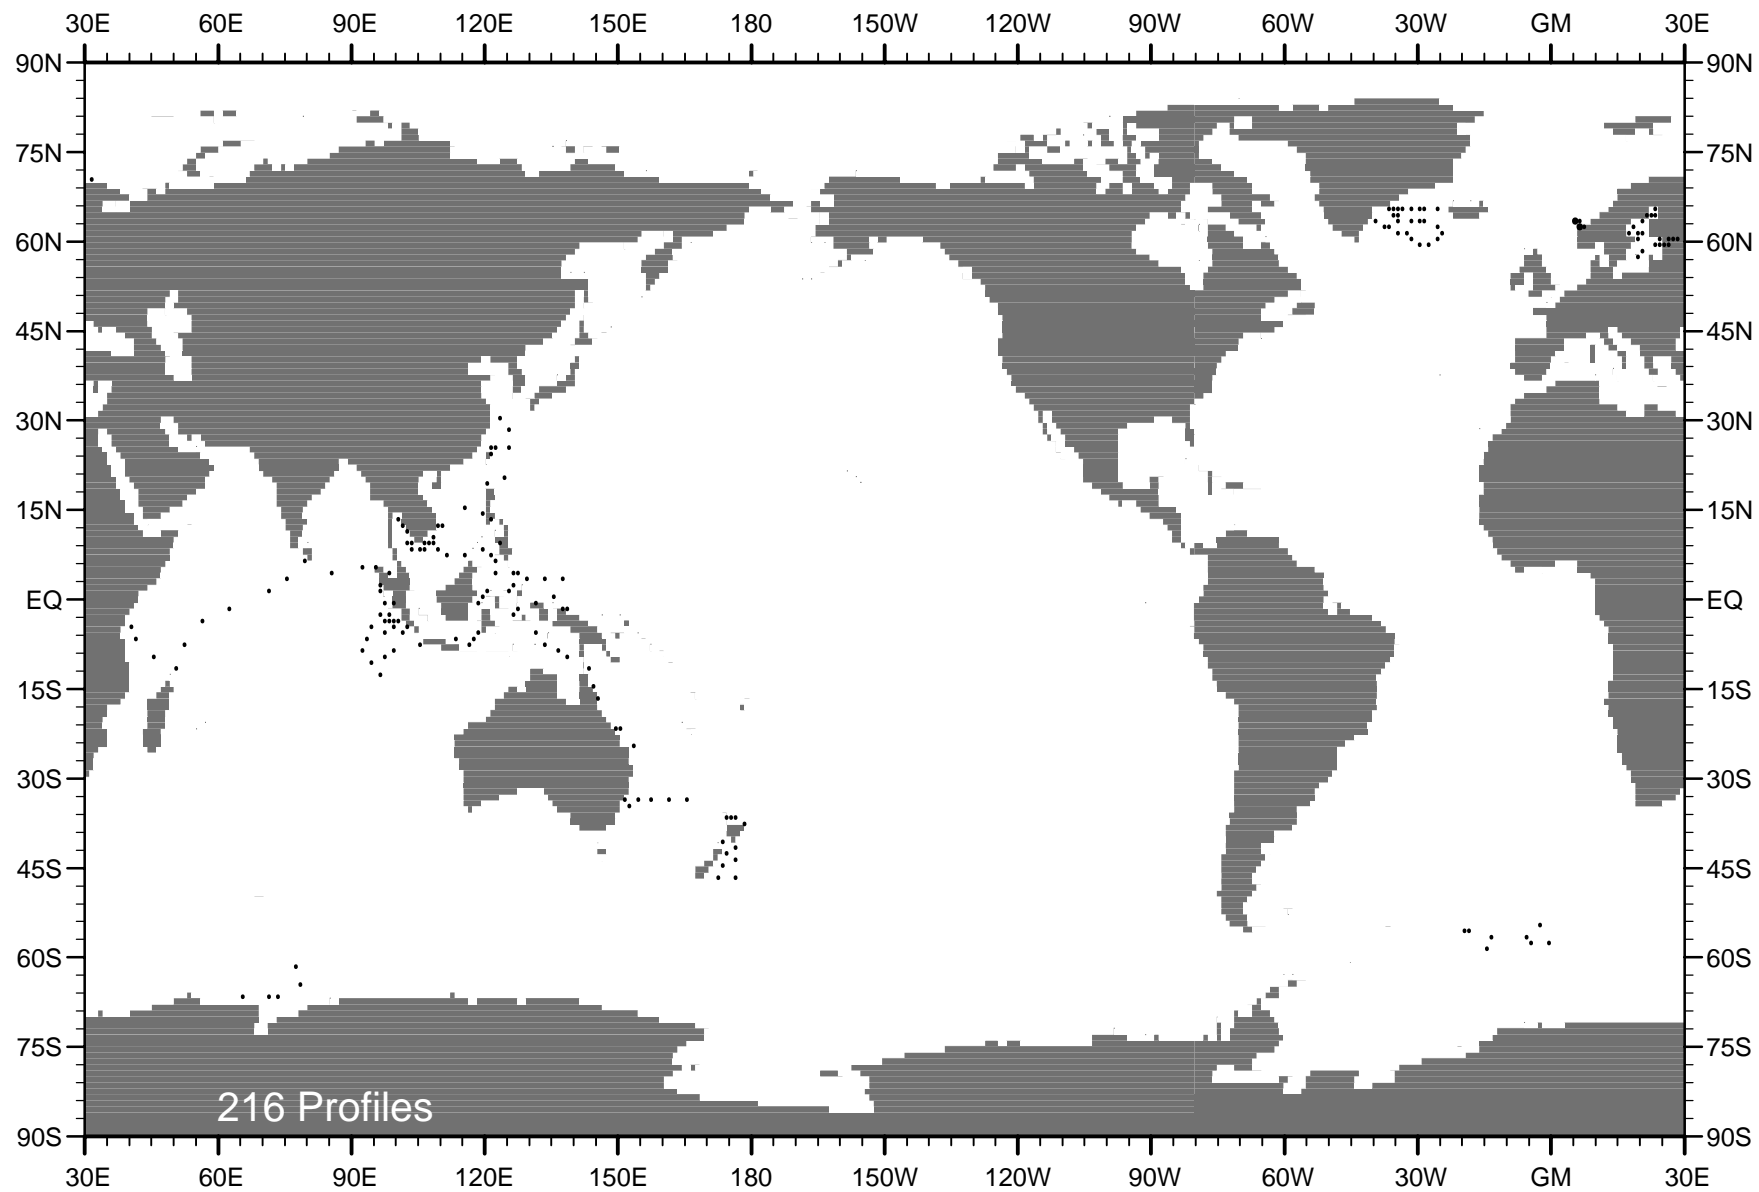 30E 60E 90E 120E 150E 180 150W 120W 90W 60W 30W GM 30E
90N 90N
75N 75N
60N 60N
45N 45N
30N 30N
15N 15N
EQ EQ
15S 15S
30S 30S
45S 45S
60S 60S
75S 75S
216 Profiles
90S 90S
30E 60E 90E 120E 150E 180 150W 120W 90W 60W 30W GM 30E